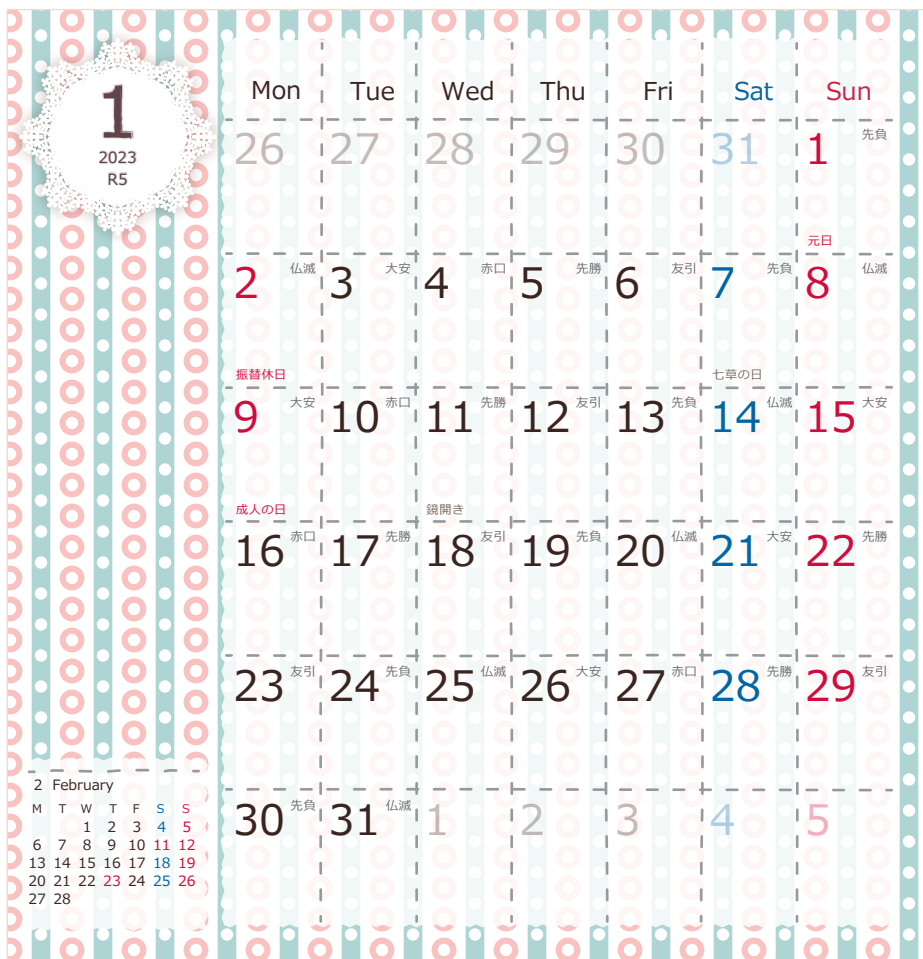 1
2023
R5
Mon Tue Wed Thu Fri Sat Sun
26 27 28 29 30 31 1 先負
元日
2 仏滅 3 大安 4 赤口 5 先勝 6 友引 7 先負 8 仏滅
振替休日 七草の日
9 大安 10 赤口 11 先勝 12 友引 13 先負 14 仏滅 15 大安
成人の日 鏡開き
16 赤口 17 先勝 18 友引 19 先負 20 仏滅 21 大安 22 先勝
23 友引 24 先負 25 仏滅 26 大安 27 赤口 28 先勝 29 友引
30 先負 31 仏滅 1 2 3 4 5
2 February
M T W T F S S
1 2 3 4 5
6 7 8 9 10 11 12
13 14 15 16 17 18 19
20 21 22 23 24 25 26
27 28